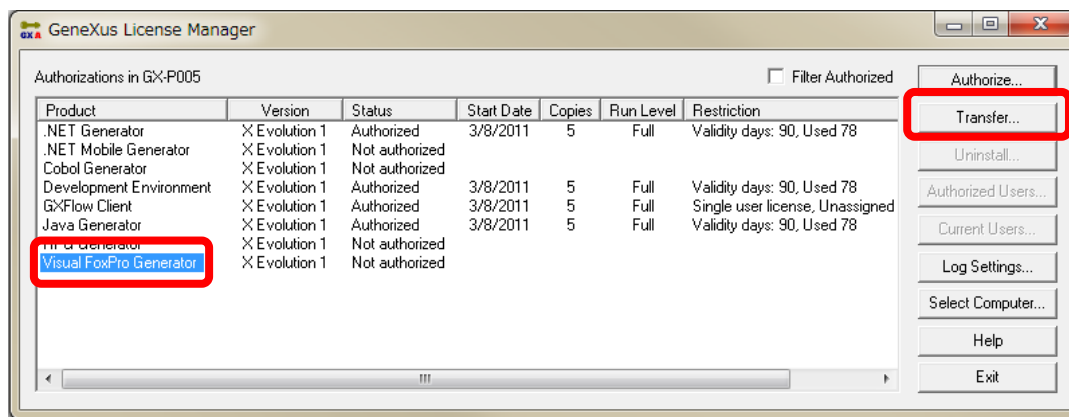 GeneXus License Manager
Authorizations in GX-P005
Filter Authorized
Product Version Status Start Date Copies Run Level Restriction
.NET Generator X Evolution 1 Authorized 3/8/2011 5 Full Validity days: 90, Used 78
.NET Mobile Generator X Evolution 1 Not authorized
Cobol Generator X Evolution 1 Not authorized
Development Environment X Evolution 1 Authorized 3/8/2011 5 Full Validity days: 90, Used 78
GXFlow Client X Evolution 1 Authorized 3/8/2011 5 Full Single user license, Unassigned
Java Generator X Evolution 1 Authorized 3/8/2011 5 Full Validity days: 90, Used 78
Generator X Evolution 1 Not authorized
Visual FoxPro Generator X Evolution 1 Not authorized
Authorize...
Transfer...
Uninstall...
Authorized Users...
Current Users...
Log Settings...
Select Computer...
Help
Exit